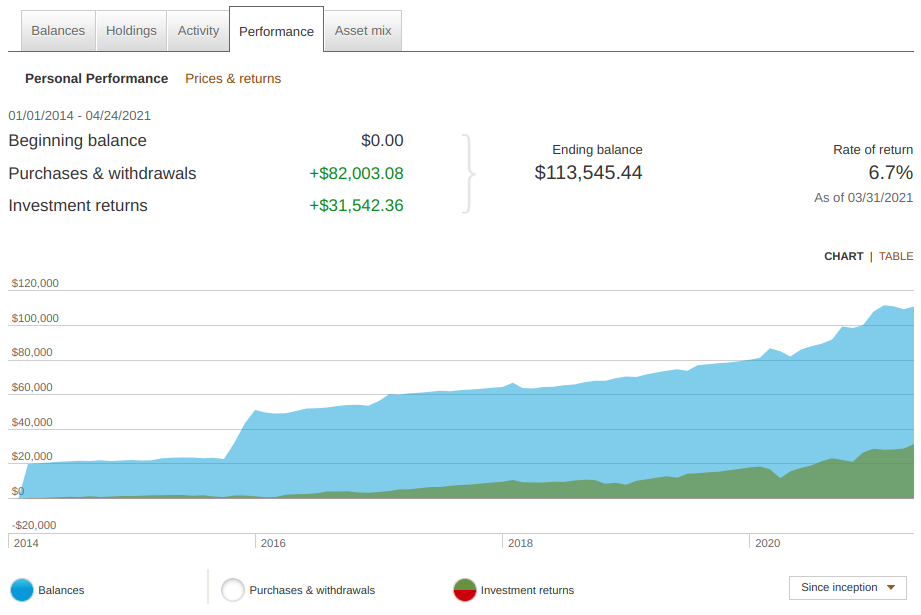 Balances Holdings Activity Performance Asset mix
Personal Performance Prices & returns
01/01/2014 - 04/24/2021
Beginning balance $0.00
Purchases & withdrawals +$82,003.08
Investment returns +$31,542.36
Ending balance
$113,545.44
Rate of return
6.7%
As of 03/31/2021
CHART | TABLE
$120,000
$100,000
$80,000
$60,000
$40,000
$20,000
$0
-$20,000
2014 2016 2018 2020
Balances Purchases & withdrawals Investment returns Since inception